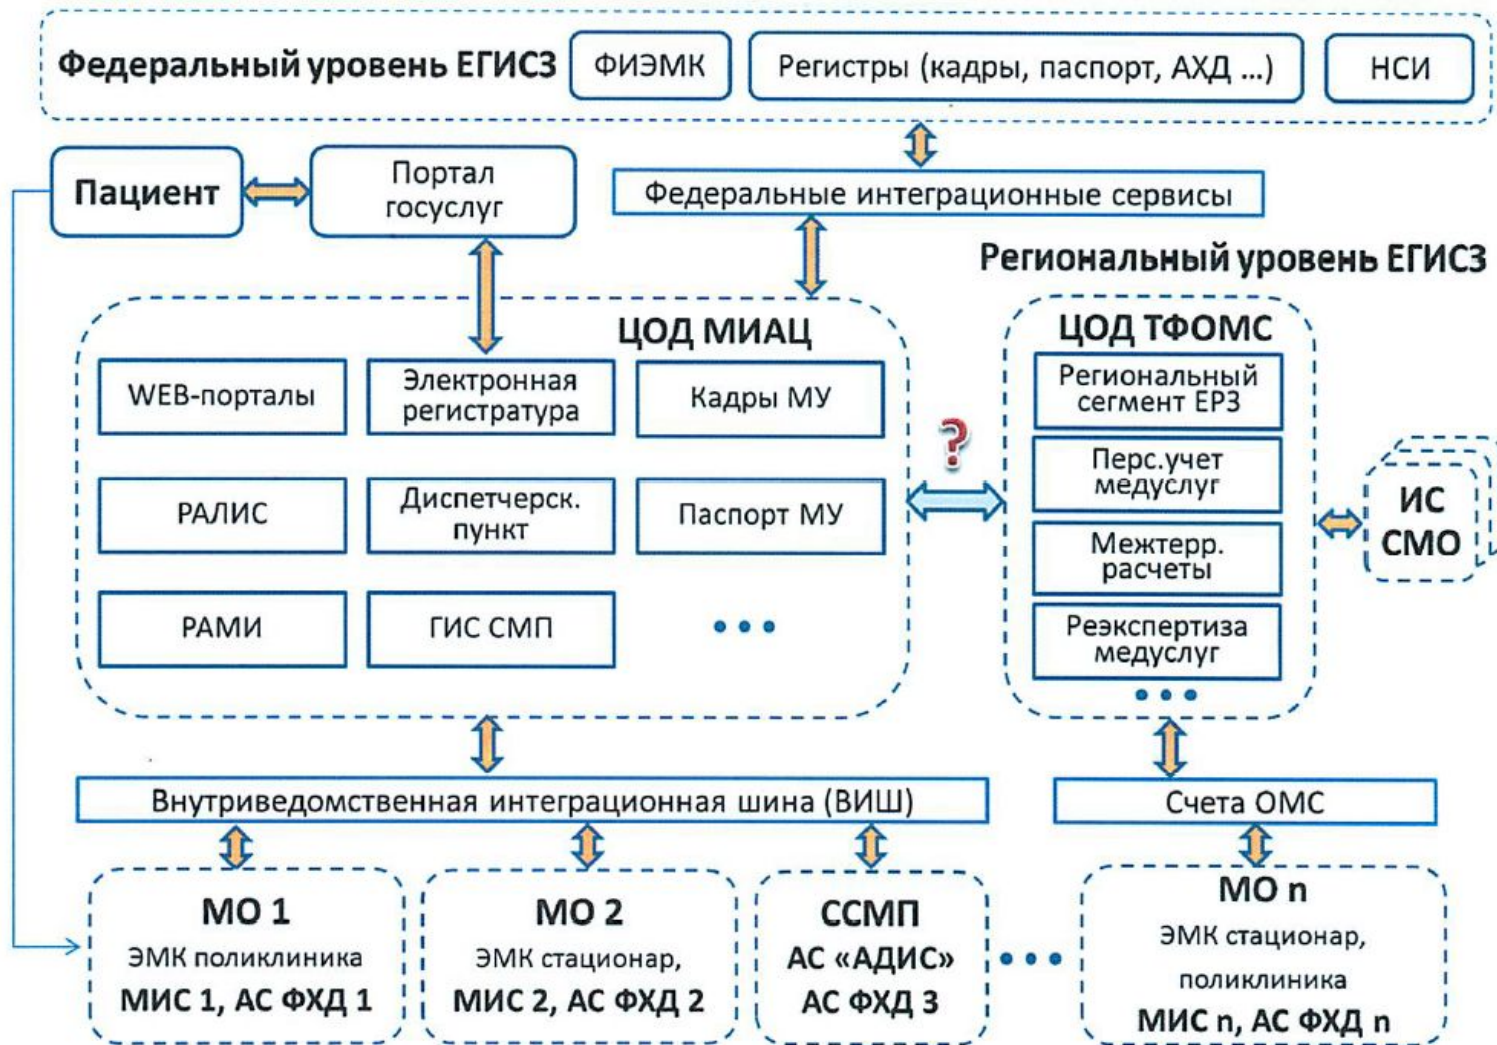 Федеральный уровень ЕГИСЗ
ФИЭМК
Регистры (кадры, паспорт, АХД ...)
НСИ
Пациент
Портал
госуслуг
Федеральные интеграционные сервисы
Региональный уровень ЕГИСЗ
ЦОД МИАЦ
WEB-порталы
Электронная
регистратура
Кадры МУ
РАЛИС
Диспетчерск.
пункт
Паспорт МУ
РАМИ
ГИС СМП
• • •
?
ЦОД ТФОМС
Региональный
сегмент ЕРЗ
Перс.учет
медуслуг
Межтерр.
расчеты
Реэкспертиза
медуслуг
• • •
ИС
СМО
Внутриведомственная интеграционная шина (ВИШ)
Счета ОМС
МО 1
ЭМК поликлиника
МИС 1, АС ФХД 1
МО 2
ЭМК стационар,
МИС 2, АС ФХД 2
ССМП
АС «АДИС»
АС ФХД 3
• • •
МО n
ЭМК стационар,
поликлиника
МИС n, АС ФХД n